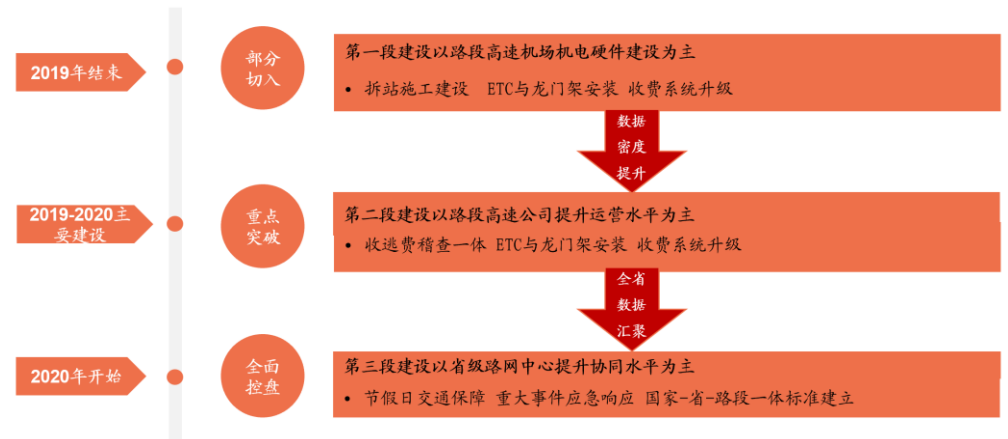 2019年结束
部分
切入
第一段建设以路段高速机场机电硬件建设为主
• 拆站施工建设 ETC与龙门架安装 收费系统升级
数据
密度
提升
2019-2020主
要建设
重点
突破
第二段建设以路段高速公司提升运营水平为主
• 收逃费稽查一体 ETC与龙门架安装 收费系统升级
全省
数据
汇聚
2020年开始
全面
控盘
第三段建设以省级路网中心提升协同水平为主
• 节假日交通保障 重大事件应急响应 国家-省-路段一体标准建立